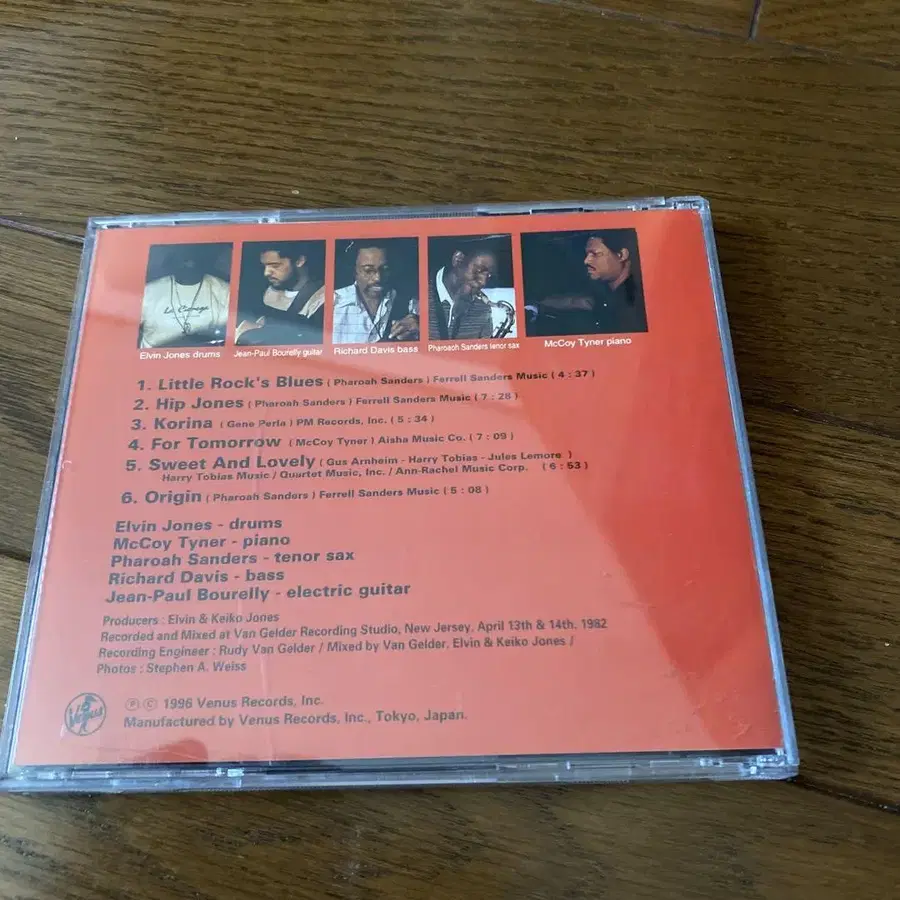 Elvin Jones drums
Jean-Paul Bourelly guitar
Richard Davis bass
Pharoaoh Sanders tenor sax
McCoy Tyner piano
1. Little Rock's Blues ( Pharoah Sanders ) Ferrell Sanders Music ( 4 : 37 )
2. Hip Jones ( Pharoah Sanders ) Ferrell Sanders Music ( 7 : 28 )
3. Korina ( Gene Perla ) PM Records, Inc. ( 5 : 34 )
4. For Tomorrow ( McCoy Tyner ) Aisha Music Co. ( 7 : 09 )
5. Sweet And Lovely ( Gus Arnheim - Harry Tobias - Jules Lemore )
Harry Tobias Music / Quartet Music, Inc. / Ann-Rachel Music Corp. ( 6 : 53 )
6. Origin ( Pharoah Sanders ) Ferrell Sanders Music ( 5 : 08 )
Elvin Jones - drums
McCoy Tyner - piano
Pharoah Sanders - tenor sax
Richard Davis - bass
Jean-Paul Bourelly - electric guitar
Producers : Elvin & Keiko Jones
Recorded and Mixed at Van Gelder Recording Studio, New Jersey, April 13th & 14th, 1982
Recording Engineer : Rudy Van Gelder / Mixed by Van Gelder, Elvin & Keiko Jones /
Photos : Stephen A. Weiss
Venus
℗ © 1996 Venus Records, Inc.
Manufactured by Venus Records, Inc., Tokyo, Japan.